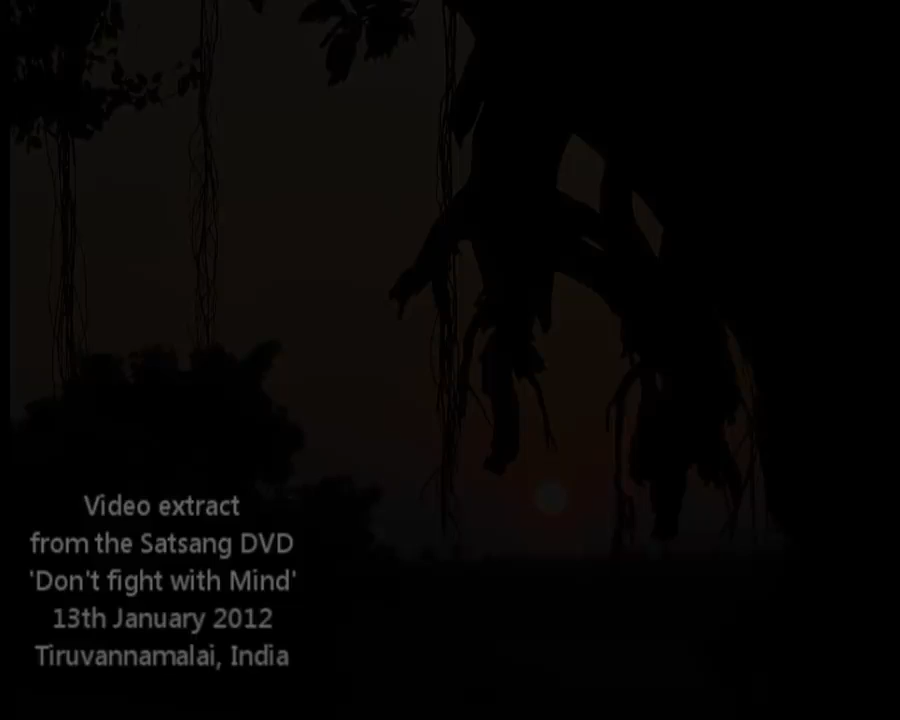 Video extract
from the Satsang DVD
'Don't fight with Mind'
13th January 2012
Tiruvannamalai, India